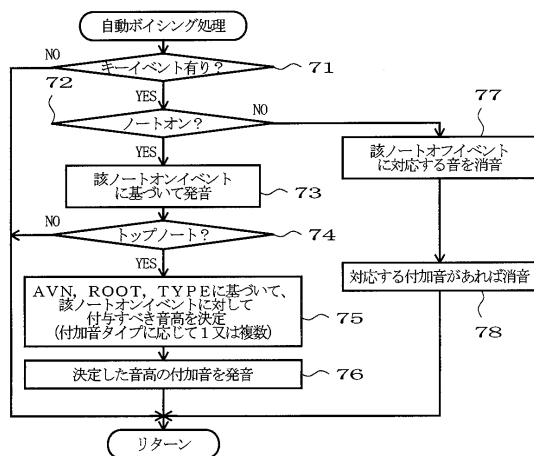 自動ボイシング処理
NO
キーイベント有り?
71
72
YES
ノートオン?
NO
77
YES
該ノートオンイベント
に基づいて発音
73
該ノートオフイベント
に対応する音を消音
NO
トップノート?
74
YES
AVN, ROOT, TYPEに基づいて、
該ノートオンイベントに対して
付与すべき音高を決定
(付加音タイプに応じて1又は複数)
75
対応する付加音があれば消音
78
決定した音高の付加音を発音
76
リターン